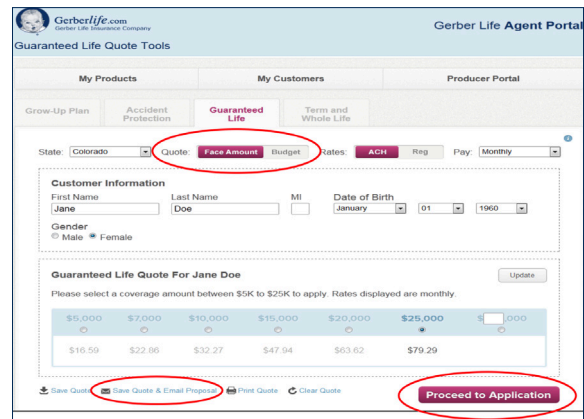 Gerberlife.com
Gerber Life Insurance Company
Gerber Life Agent Portal
Guaranteed Life Quote Tools
My Products My Customers Producer Portal
Grow-Up Plan Accident Protection Guaranteed Life Term and Whole Life
State: Colorado Quote: Face Amount Budget Rates: ACH Reg Pay: Monthly
Customer Information
First Name Last Name MI Date of Birth
Jane Doe January 01 1960
Gender
Male Female
Guaranteed Life Quote For Jane Doe Update
Please select a coverage amount between $5K to $25K to apply. Rates displayed are monthly.
$5,000 $7,000 $10,000 $15,000 $20,000 $25,000 $ ,000
$16.59 $22.86 $32.27 $47.94 $63.62 $79.29
Save Quote Save Quote & Email Proposal Print Quote Clear Quote Proceed to Application